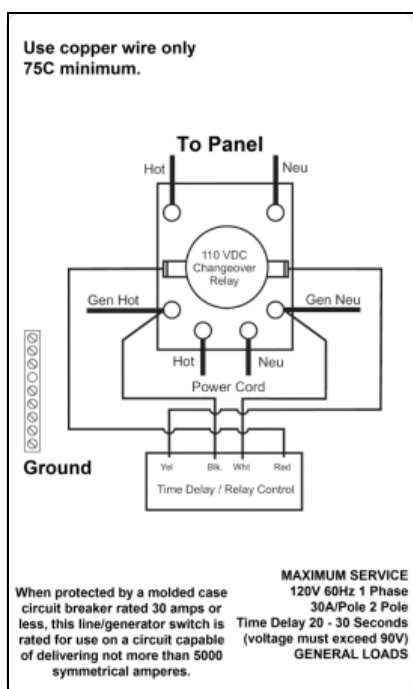 Use copper wire only
75C minimum.
To Panel
Hot
Neu
110 VDC
Changeover
Relay
Gen Hot
Gen Neu
Hot
Neu
Power Cord
Ground
Yel
Blk.
Wht
Red
Time Delay / Relay Control
When protected by a molded case
circuit breaker rated 30 amps or
less, this line/generator switch is
rated for use on a circuit capable
of delivering not more than 5000
symmetrical amperes.
MAXIMUM SERVICE
120V 60Hz 1 Phase
30A/Pole 2 Pole
Time Delay 20 - 30 Seconds
(voltage must exceed 90V)
GENERAL LOADS